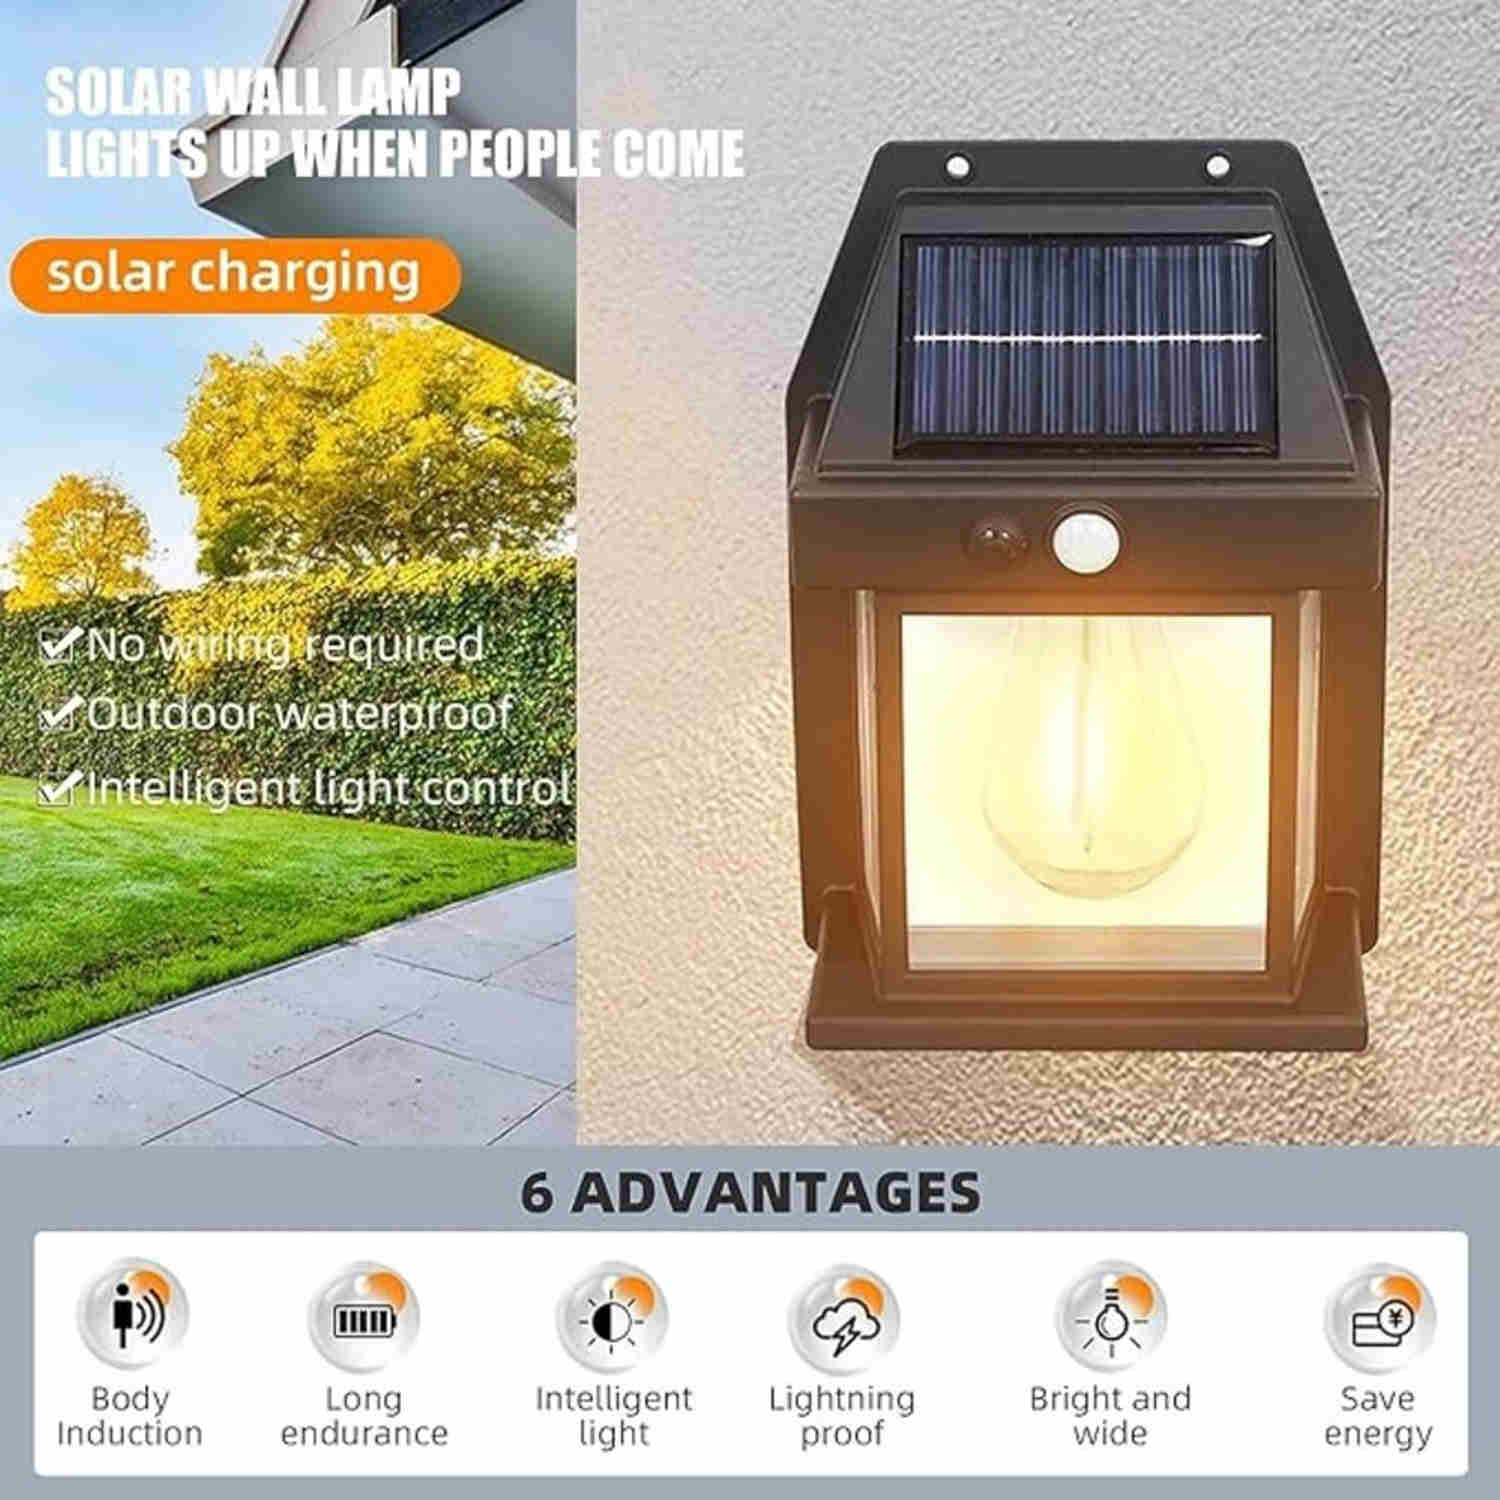 SOLAR WALL LAMP
LIGHTS UP WHEN PEOPLE COME
solar charging
No wiring required
Outdoor waterproof
Intelligent light control
6 ADVANTAGES
¥
Body
Induction
Long
endurance
Intelligent
light
Lightning
proof
Bright and
wide
Save
energy